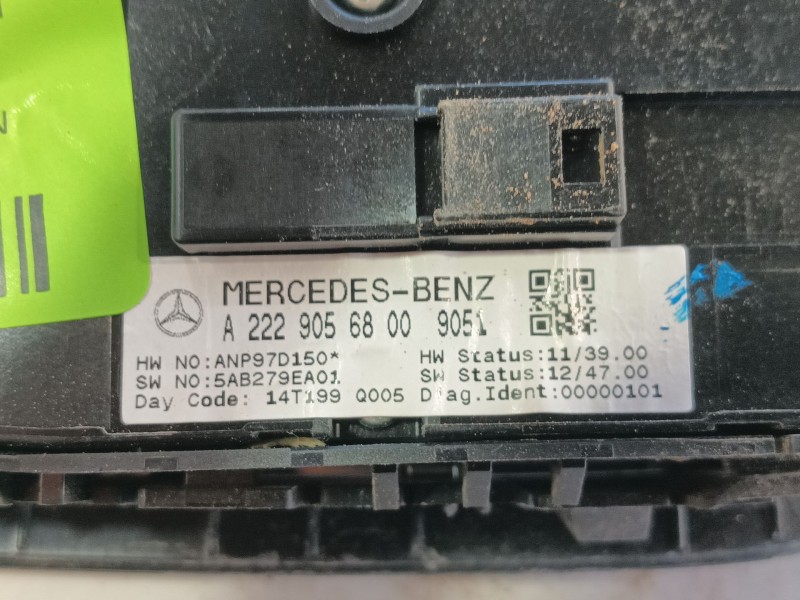 N
MERCEDES-BENZ
A 222 905 68 00 9051
HW NO:ANP97D150* HW Status:11/39.00
SW NO:5AB279EA01 SW Status:12/47.00
Day Code: 14T199 Q005 Diag.Ident:00000101